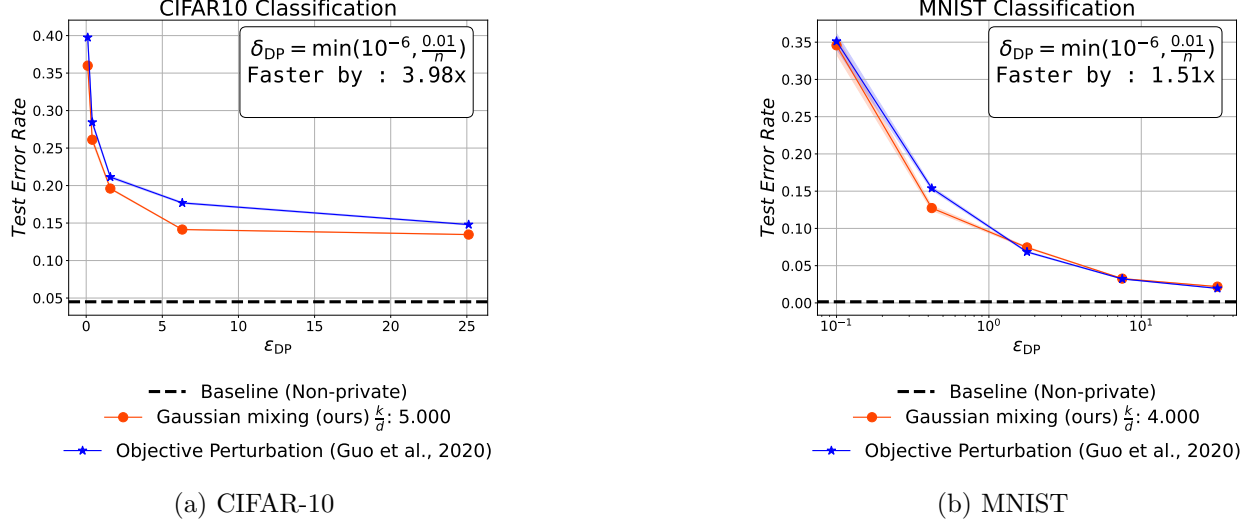 CIFAR10 Classification
δ_DP = min(10⁻⁶, 0.01/n)
Faster by : 3.98x
0.40
0.35
0.30
0.25
0.20
0.15
0.10
0.05
Test Error Rate
0 5 10 15 20 25
ε_DP
Baseline (Non-private)
Gaussian mixing (ours) k/d: 5.000
Objective Perturbation (Guo et al., 2020)
(a) CIFAR-10
MNIST Classification
δ_DP = min(10⁻⁶, 0.01/n)
Faster by : 1.51x
0.35
0.30
0.25
0.20
0.15
0.10
0.05
0.00
Test Error Rate
10⁻¹ 10⁰ 10¹
ε_DP
Baseline (Non-private)
Gaussian mixing (ours) k/d: 4.000
Objective Perturbation (Guo et al., 2020)
(b) MNIST